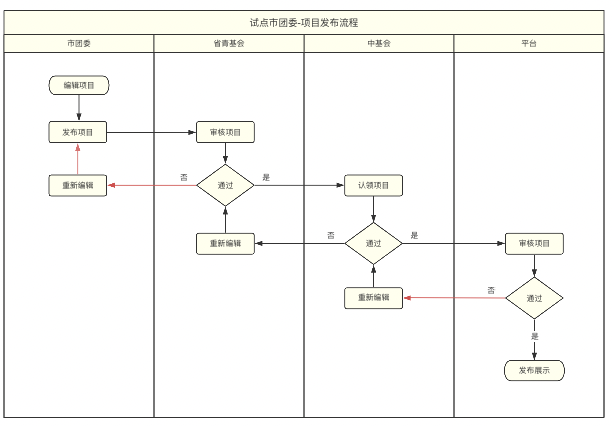 试点市团委-项目发布流程
市团委
省青基会
中基会
平台
编辑项目
发布项目
审核项目
否
是
重新编辑
通过
认领项目
否
是
重新编辑
通过
审核项目
否
重新编辑
通过
是
发布展示